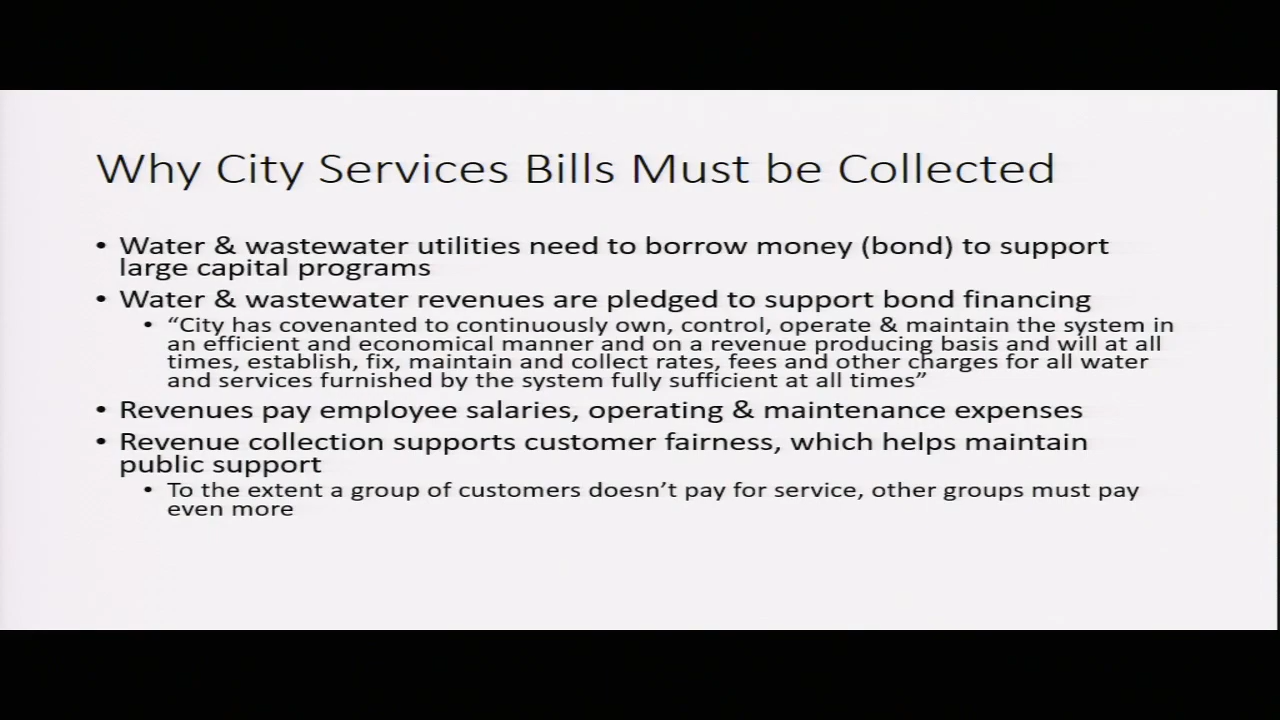 Why City Services Bills Must be Collected
• Water & wastewater utilities need to borrow money (bond) to support
large capital programs
• Water & wastewater revenues are pledged to support bond financing
• “City has covenanted to continuously own, control, operate & maintain the system in
an efficient and economical manner and on a revenue producing basis and will at all
times, establish, fix, maintain and collect rates, fees and other charges for all water
and services furnished by the system fully sufficient at all times”
• Revenues pay employee salaries, operating & maintenance expenses
• Revenue collection supports customer fairness, which helps maintain
public support
• To the extent a group of customers doesn’t pay for service, other groups must pay
even more